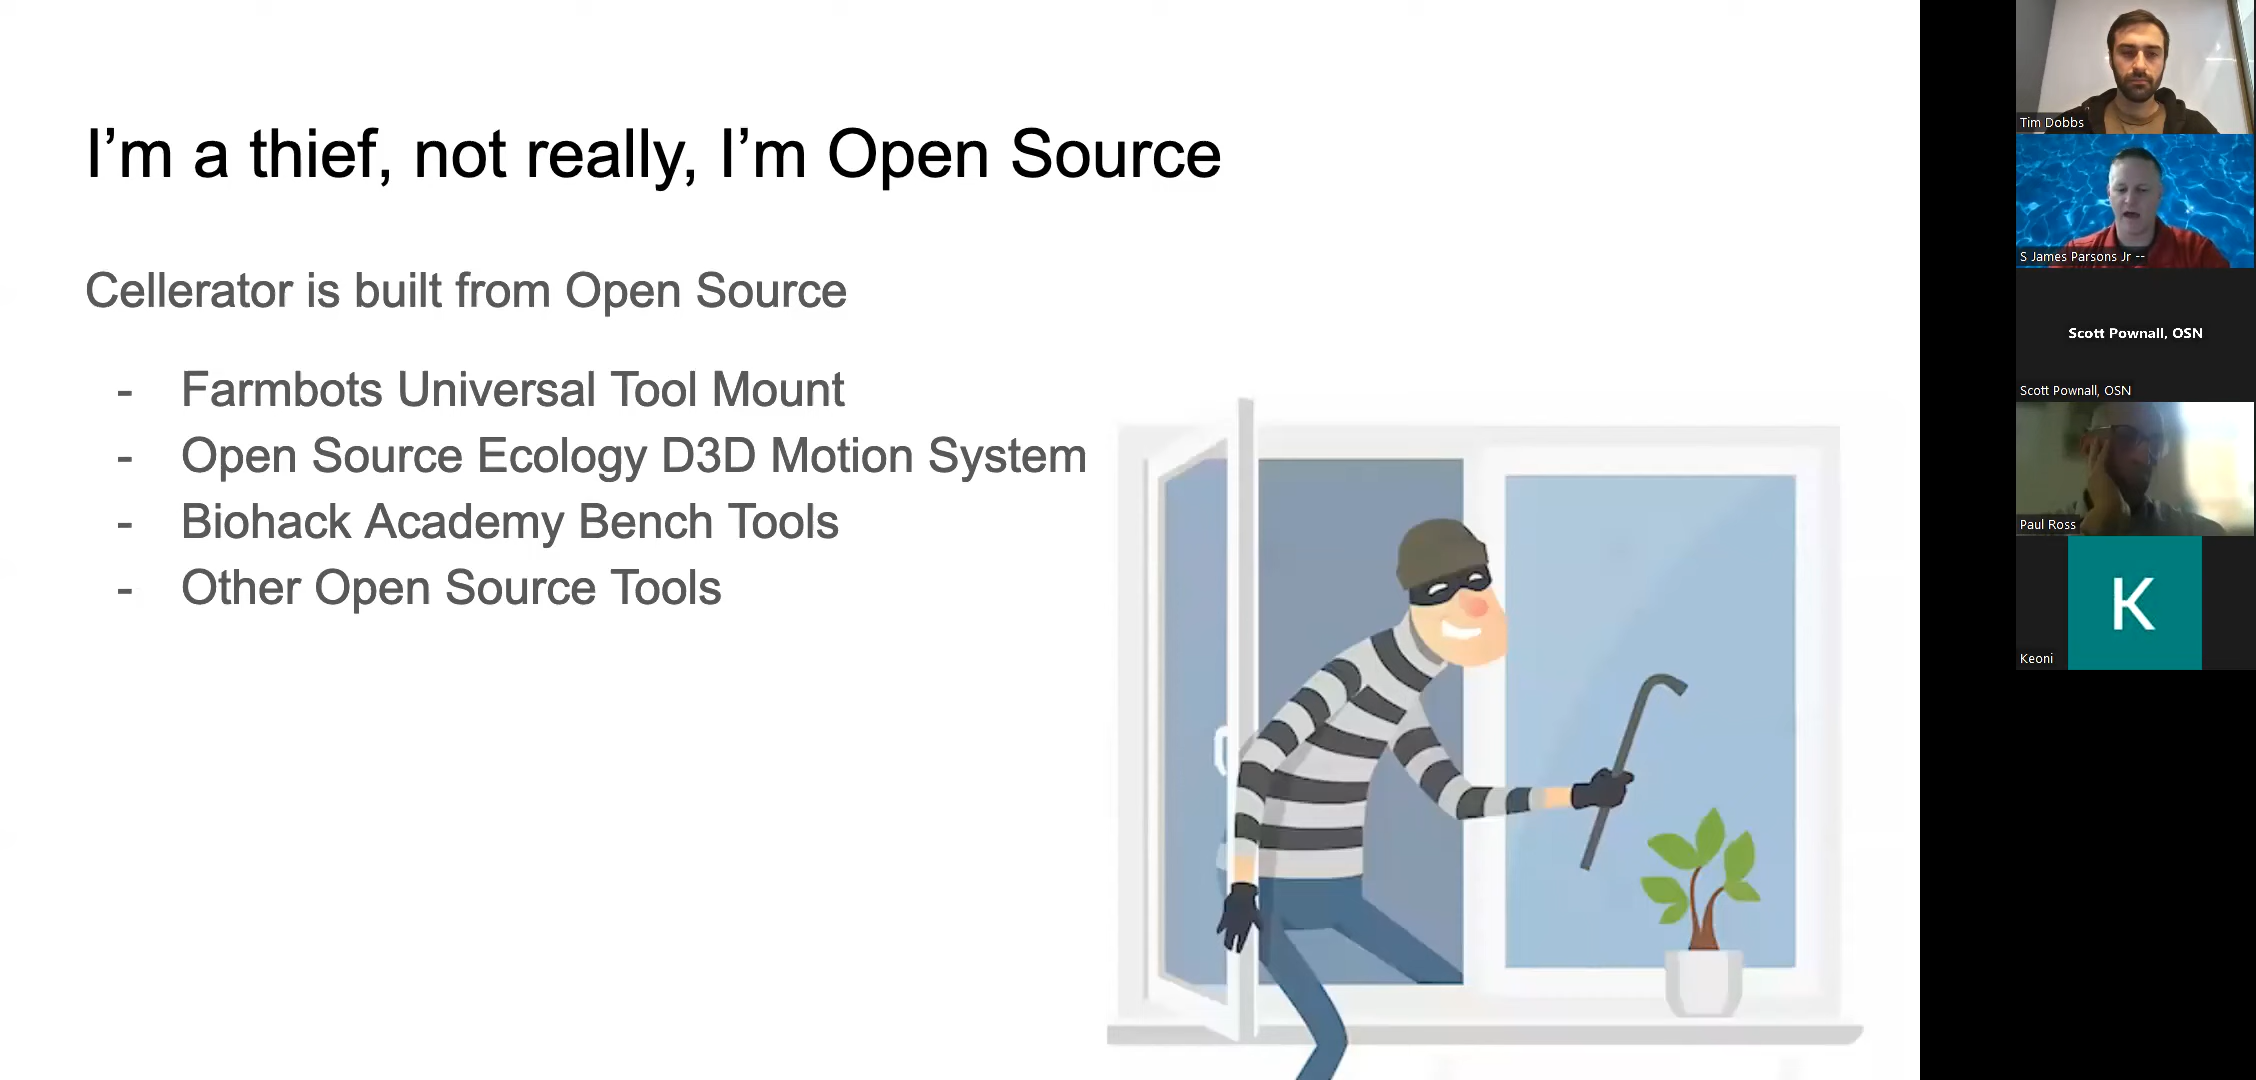 I’m a thief, not really, I’m Open Source
Cellerator is built from Open Source
- Farmbots Universal Tool Mount
- Open Source Ecology D3D Motion System
- Biohack Academy Bench Tools
- Other Open Source Tools
Tim Dobbs
S James Parsons Jr --
Scott Pownall, OSN
Scott Pownall, OSN
Paul Ross
K
Keoni